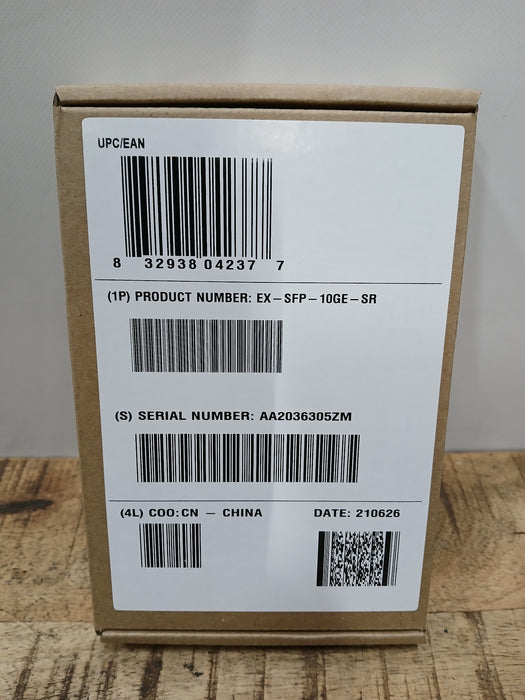 UPC/EAN
8 32938 04237 7
(1P) PRODUCT NUMBER: EX-SFP-10GE-SR
(S) SERIAL NUMBER: AA2036305ZM
(4L) COO:CN - CHINA DATE: 210626